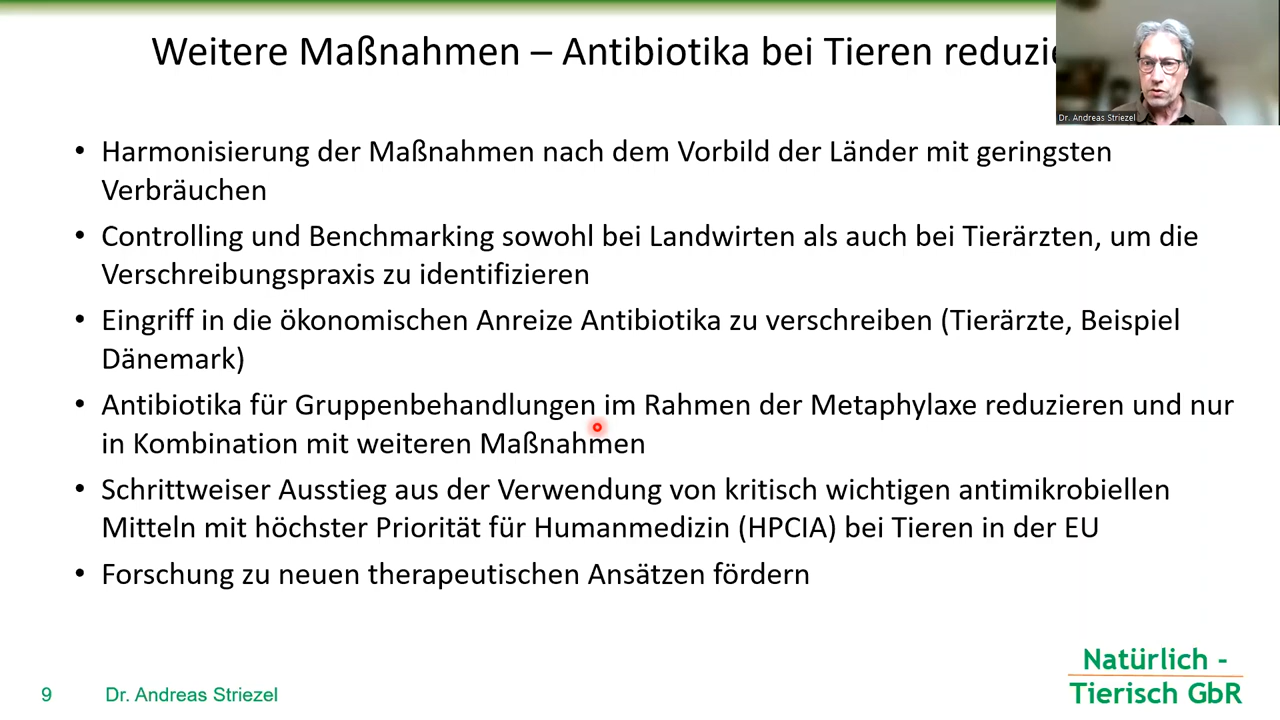 Weitere Maßnahmen – Antibiotika bei Tieren reduzie
Dr. Andreas Striezel
• Harmonisierung der Maßnahmen nach dem Vorbild der Länder mit geringsten
Verbräuchen
• Controlling und Benchmarking sowohl bei Landwirten als auch bei Tierärzten, um die
Verschreibungspraxis zu identifizieren
• Eingriff in die ökonomischen Anreize Antibiotika zu verschreiben (Tierärzte, Beispiel
Dänemark)
• Antibiotika für Gruppenbehandlungen im Rahmen der Metaphylaxe reduzieren und nur
in Kombination mit weiteren Maßnahmen
• Schrittweiser Ausstieg aus der Verwendung von kritisch wichtigen antimikrobiellen
Mitteln mit höchster Priorität für Humanmedizin (HPCIA) bei Tieren in der EU
• Forschung zu neuen therapeutischen Ansätzen fördern
9 Dr. Andreas Striezel
Natürlich -
Tierisch GbR